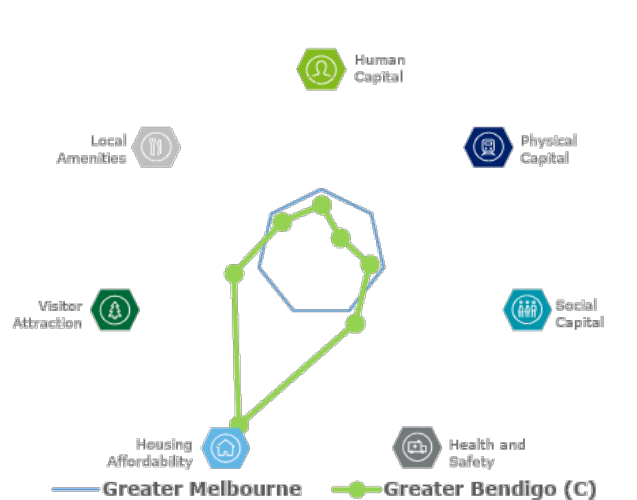 Human
Capital
Local
Amenities
Physical
Capital
Visitor
Attraction
Social
Capital
Housing
Affordability
Health and
Safety
Greater Melbourne
Greater Bendigo (C)